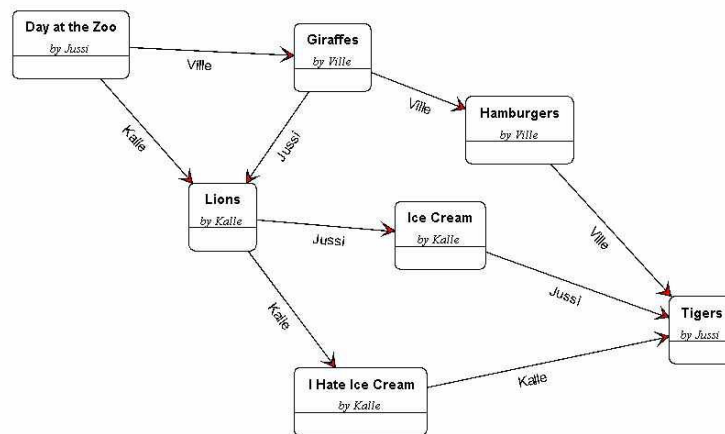 Day at the Zoo
by Jussi
Giraffes
by Ville
Ville
Ville
Hamburgers
by Ville
Kalle
Jussi
Lions
by Kalle
Ice Cream
by Kalle
Jussi
Ville
Jussi
Kalle
Tigers
by Jussi
I Hate Ice Cream
by Kalle
Kalle